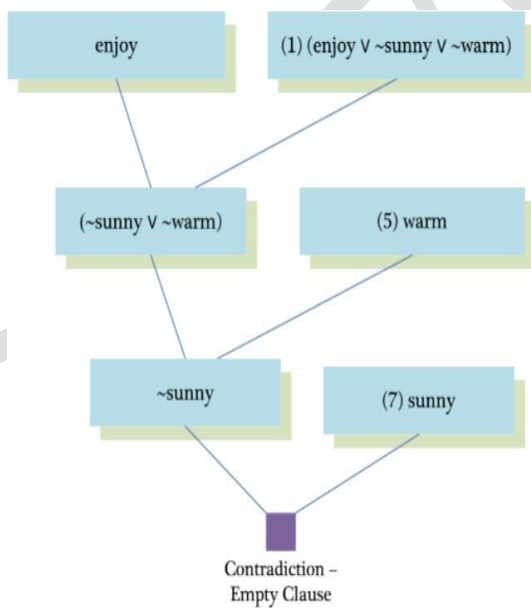 enjoy
(1) (enjoy V ~sunny V ~warm)
(~sunny V ~warm)
(5) warm
~sunny
(7) sunny
Contradiction –
Empty Clause